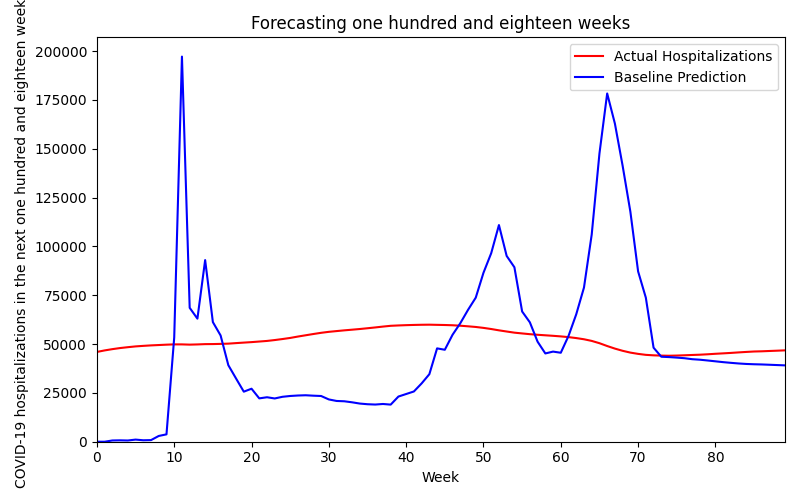 Forecasting one hundred and eighteen weeks
COVID-19 hospitalizations in the next one hundred and eighteen week
200000
175000
150000
125000
100000
75000
50000
25000
0
Actual Hospitalizations
Baseline Prediction
0 10 20 30 40 50 60 70 80
Week